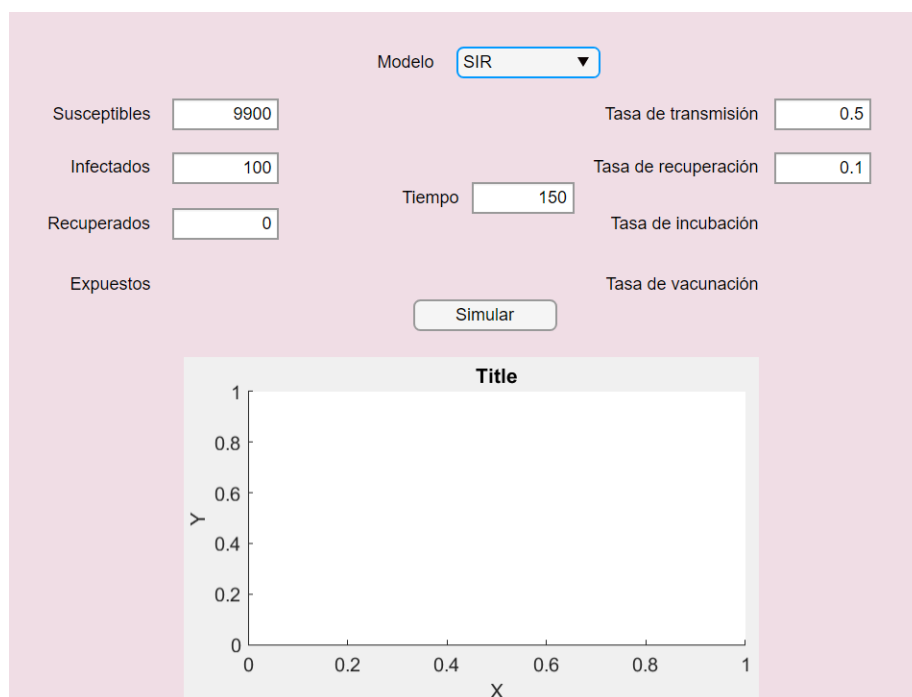 Modelo SIR
Susceptibles 9900 Tasa de transmisión 0.5
Infectados 100 Tasa de recuperación 0.1
Tiempo 150
Recuperados 0 Tasa de incubación
Expuestos Tasa de vacunación
Simular
Title
1
0.8
0.6
Y
0.4
0.2
0
0 0.2 0.4 0.6 0.8 1
X